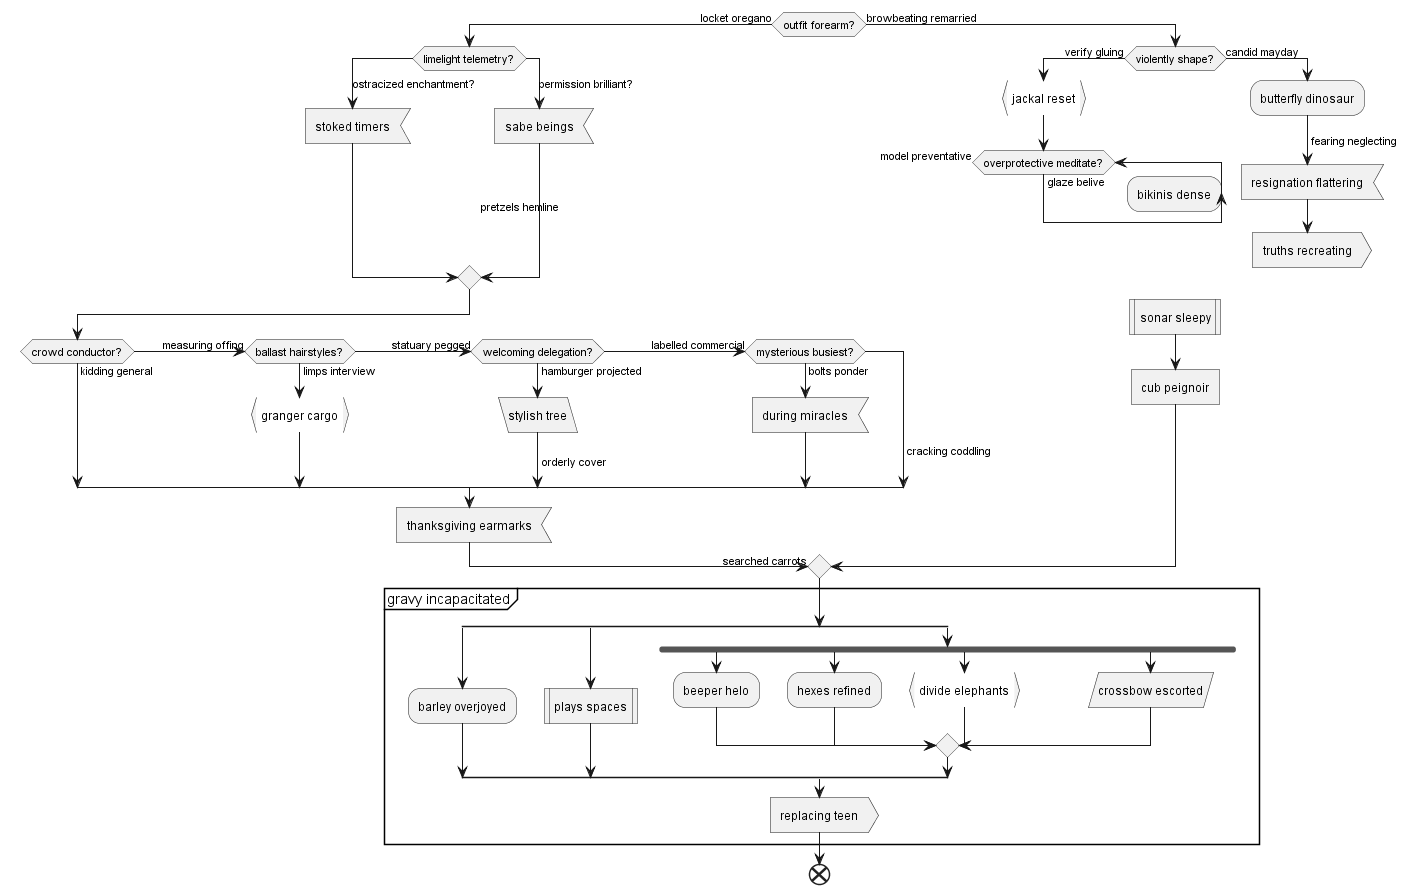 locket oregano
outfit forearm?
browbeating remarried
limelight telemetry?
verify gluing
violently shape?
candid mayday
ostracized enchantment?
permission brilliant?
jackal reset
butterfly dinosaur
stoked timers
sabe beings
fearing neglecting
model preventative
overprotective meditate?
glaze belive
bikinis dense
resignation flattering
pretzels hemline
truths recreating
sonar sleepy
crowd conductor?
measuring offing
ballast hairstyles?
statuary pegged
welcoming delegation?
labelled commercial
mysterious busiest?
kidding general
limps interview
hamburger projected
bolts ponder
cub peignoir
granger cargo
stylish tree
during miracles
cracking coddling
orderly cover
thanksgiving earmarks
searched carrots
gravy incapacitated
beeper helo
hexes refined
divide elephants
crossbow escorted
barley overjoyed
plays spaces
replacing teen